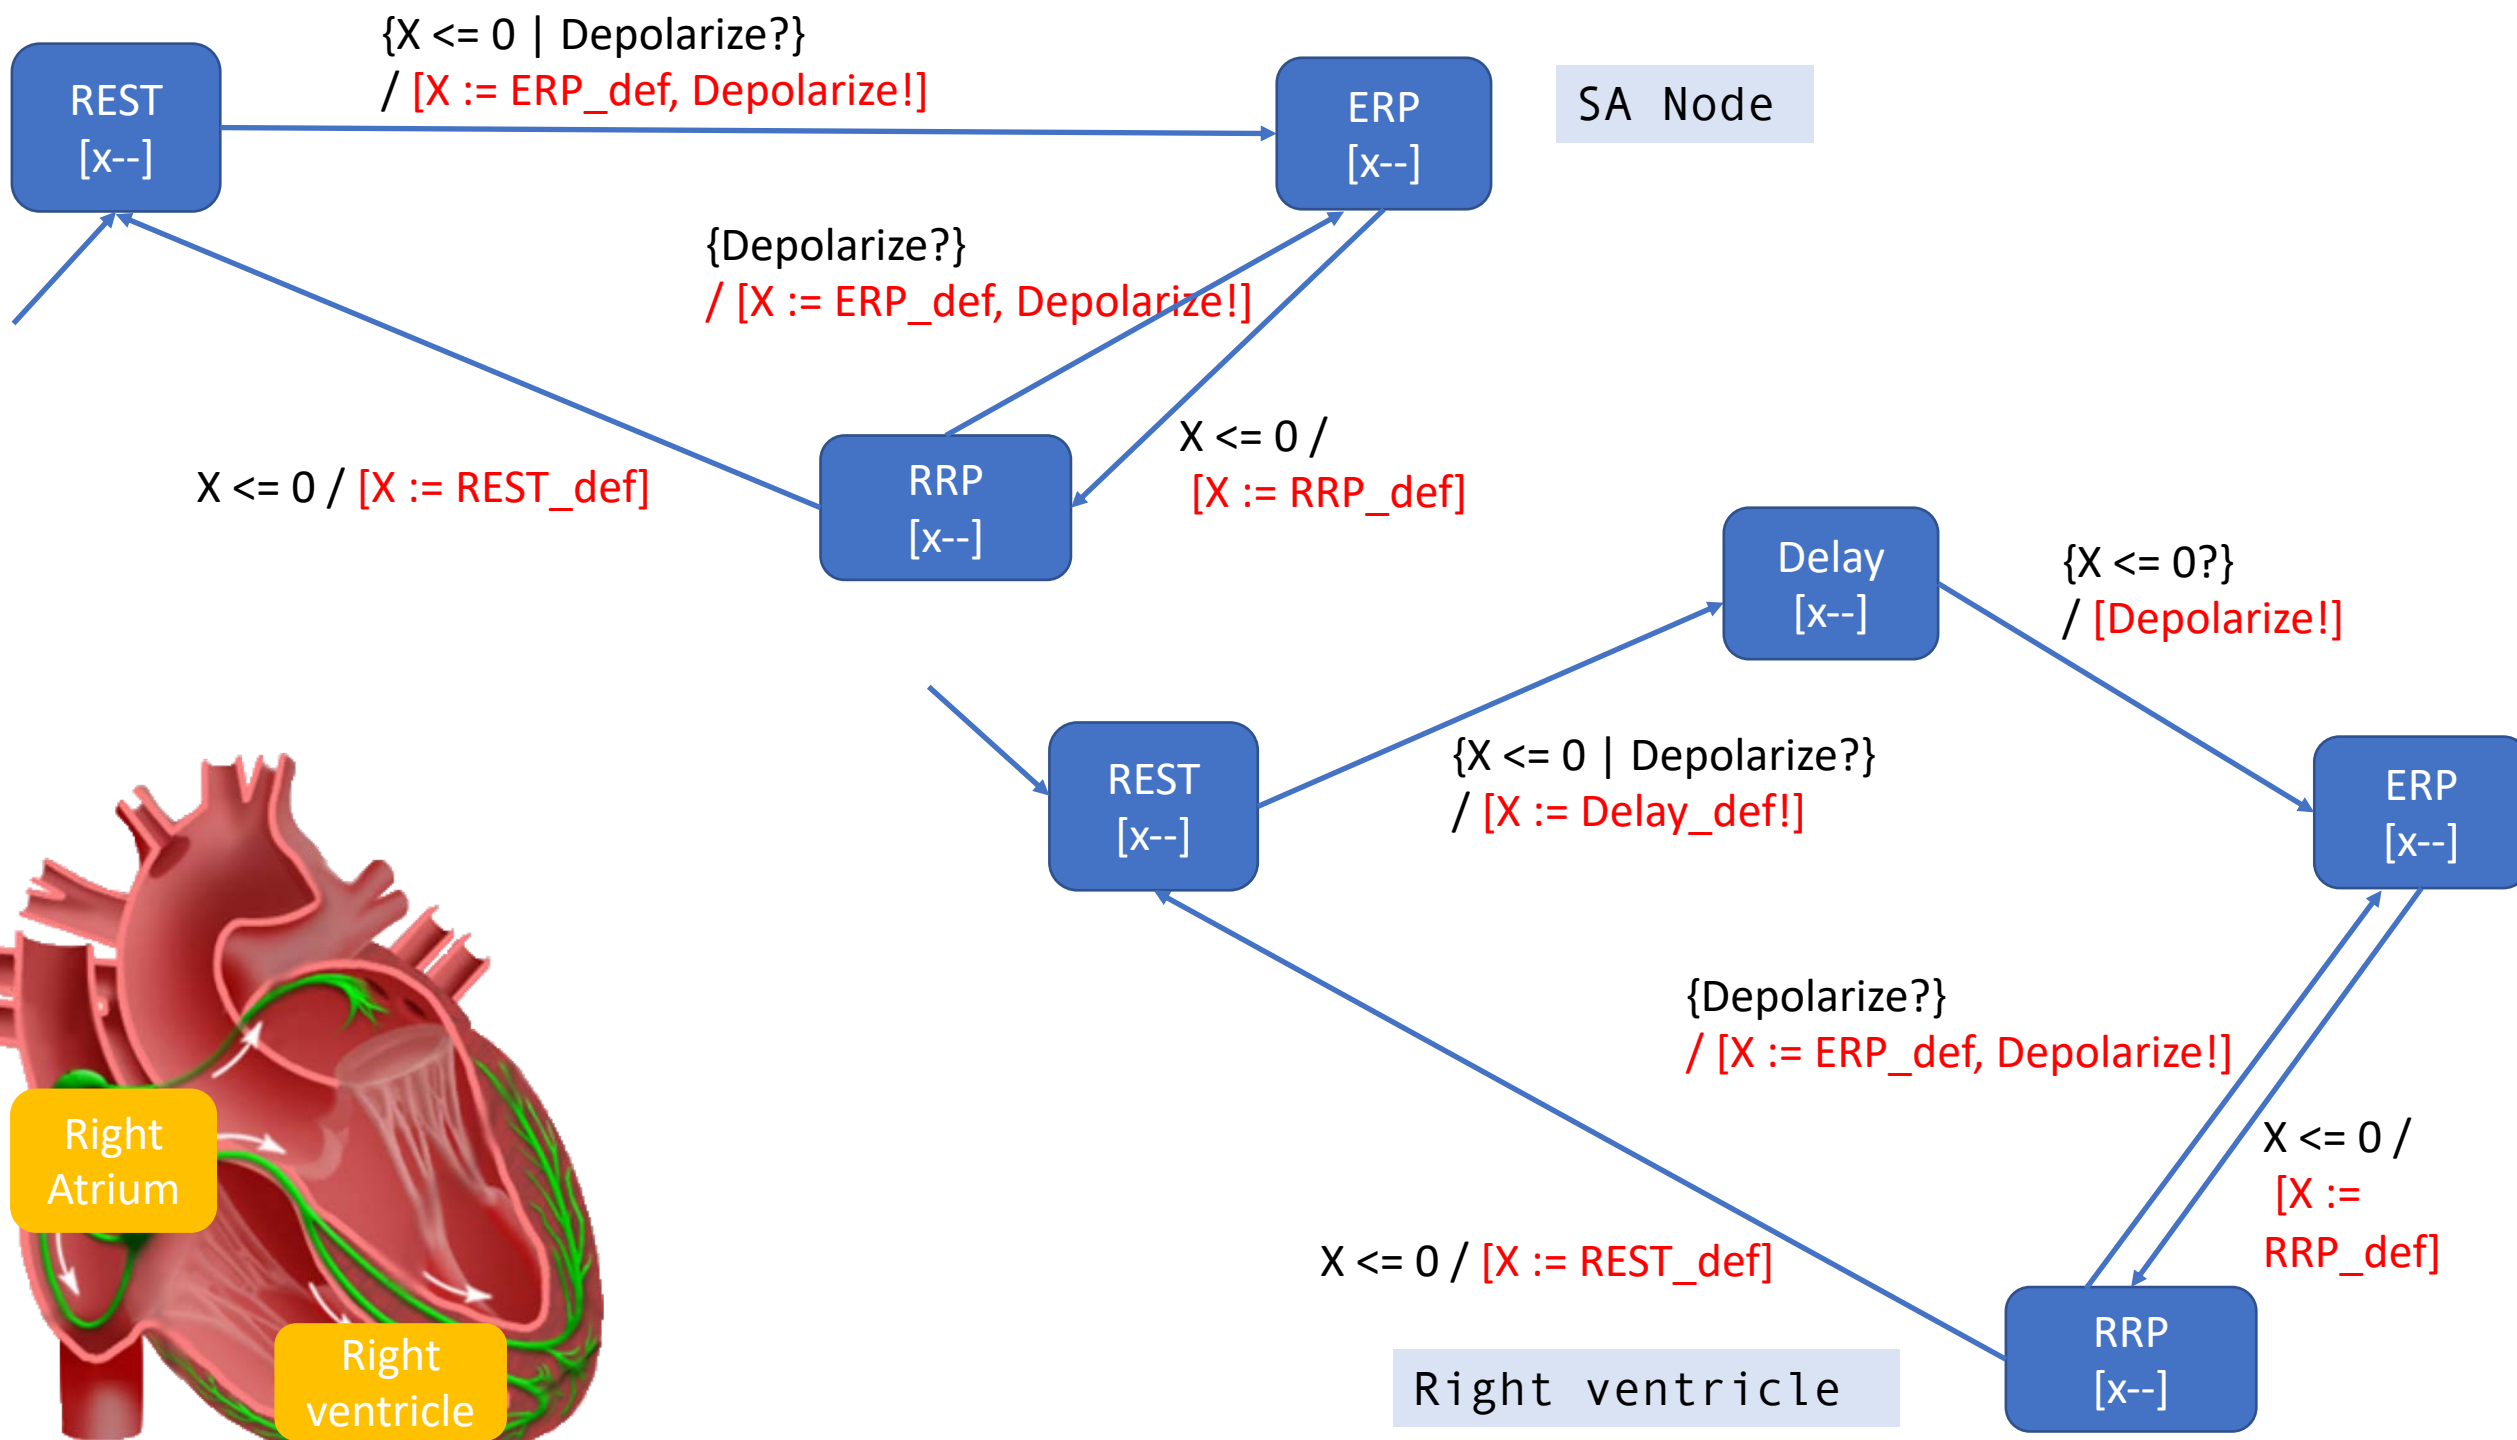 {X <= 0 | Depolarize?}
/ [X := ERP_def, Depolarize!]
REST
[x--]
ERP
[x--]
SA Node
{Depolarize?}
/ [X := ERP_def, Depolarize!]
X <= 0 /
[X := RRP_def]
X <= 0 / [X := REST_def]
RRP
[x--]
Delay
[x--]
{X <= 0?}
/ [Depolarize!]
REST
[x--]
{X <= 0 | Depolarize?}
/ [X := Delay_def!]
ERP
[x--]
{Depolarize?}
/ [X := ERP_def, Depolarize!]
X <= 0 /
[X :=
RRP_def]
X <= 0 / [X := REST_def]
RRP
[x--]
Right ventricle
Right
Atrium
Right
ventricle